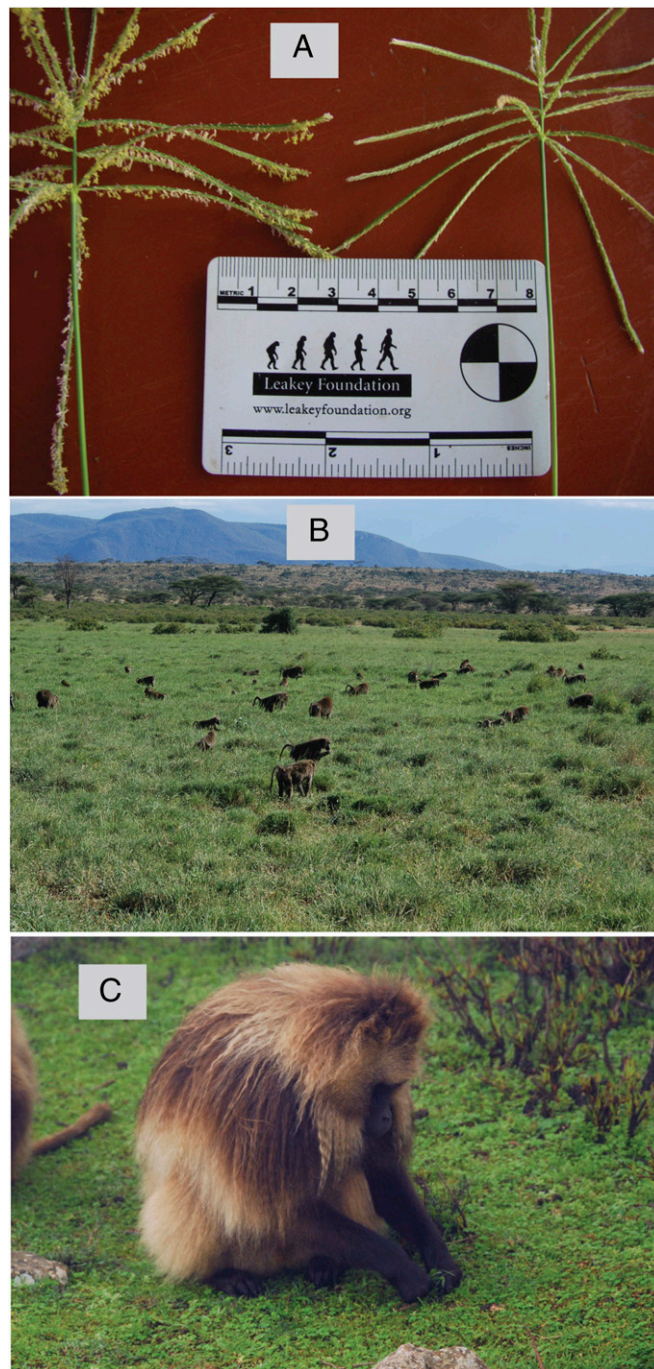 A
METRIC 1 2 3 4 5 6 7 8
Leakey Foundation
www.leakeyfoundation.org
3 2 1 INCHES
B
C